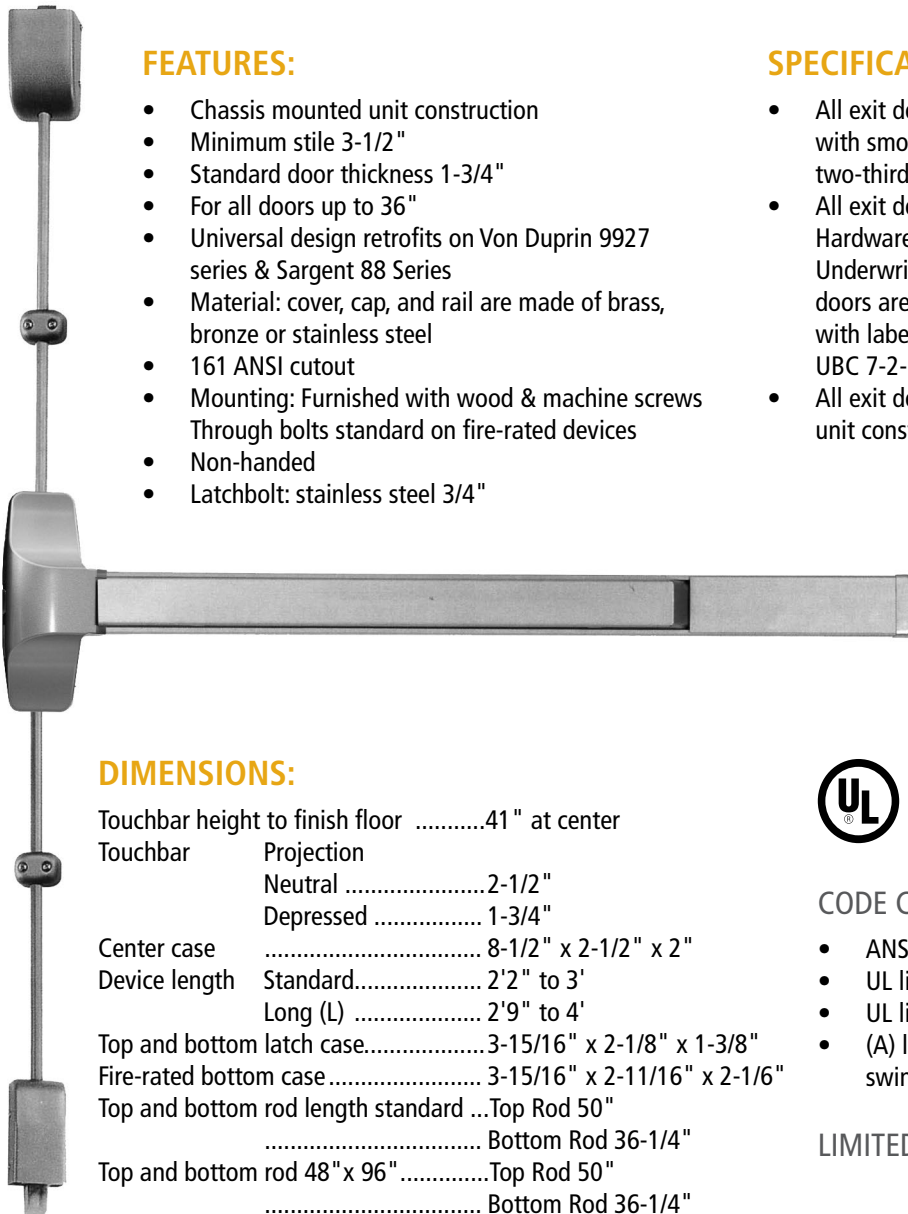 FEATURES:
• Chassis mounted unit construction
• Minimum stile 3-1/2"
• Standard door thickness 1-3/4"
• For all doors up to 36"
• Universal design retrofits on Von Duprin 9927
series & Sargent 88 Series
• Material: cover, cap, and rail are made of brass,
bronze or stainless steel
• 161 ANSI cutout
• Mounting: Furnished with wood & machine screws
Through bolts standard on fire-rated devices
• Non-handed
• Latchbolt: stainless steel 3/4"
SPECIFICA
• All exit de
with smo
two-third
• All exit de
Hardware
Underwri
doors are
with labe
UBC 7-2-
• All exit de
unit cons
DIMENSIONS:
Touchbar height to finish floor ...........41" at center
Touchbar Projection
Neutral ......................2-1/2"
Depressed ................. 1-3/4"
Center case .................................. 8-1/2" x 2-1/2" x 2"
Device length Standard.................... 2'2" to 3'
Long (L) .................... 2'9" to 4'
Top and bottom latch case...................3-15/16" x 2-1/8" x 1-3/8"
Fire-rated bottom case........................ 3-15/16" x 2-11/16" x 2-1/6"
Top and bottom rod length standard ...Top Rod 50"
.................................. Bottom Rod 36-1/4"
Top and bottom rod 48"x 96"..............Top Rod 50"
.................................. Bottom Rod 36-1/4"
UL ®
CODE C
• ANS
• UL li
• UL li
• (A) l
swin
LIMITED